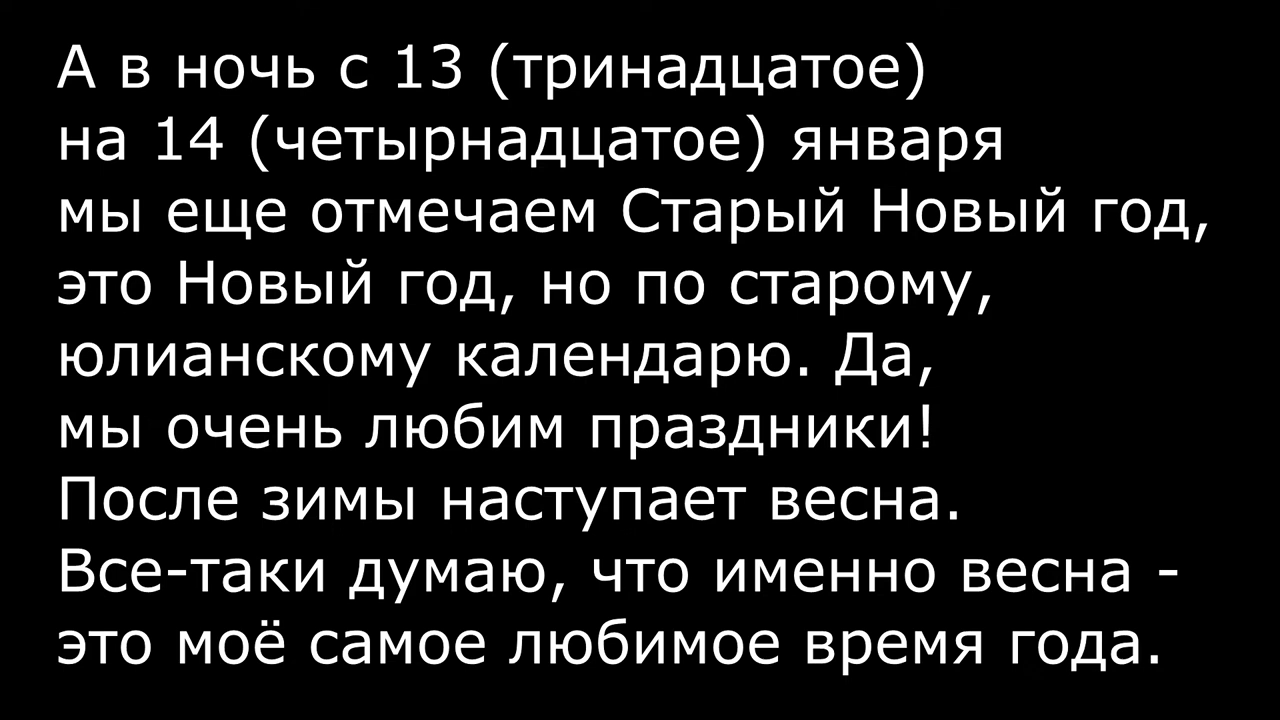 А в ночь с 13 (тринадцатое)
на 14 (четырнадцатое) января
мы еще отмечаем Старый Новый год,
это Новый год, но по старому,
юлианскому календарю. Да,
мы очень любим праздники!
После зимы наступает весна.
Все-таки думаю, что именно весна -
это моё самое любимое время года.